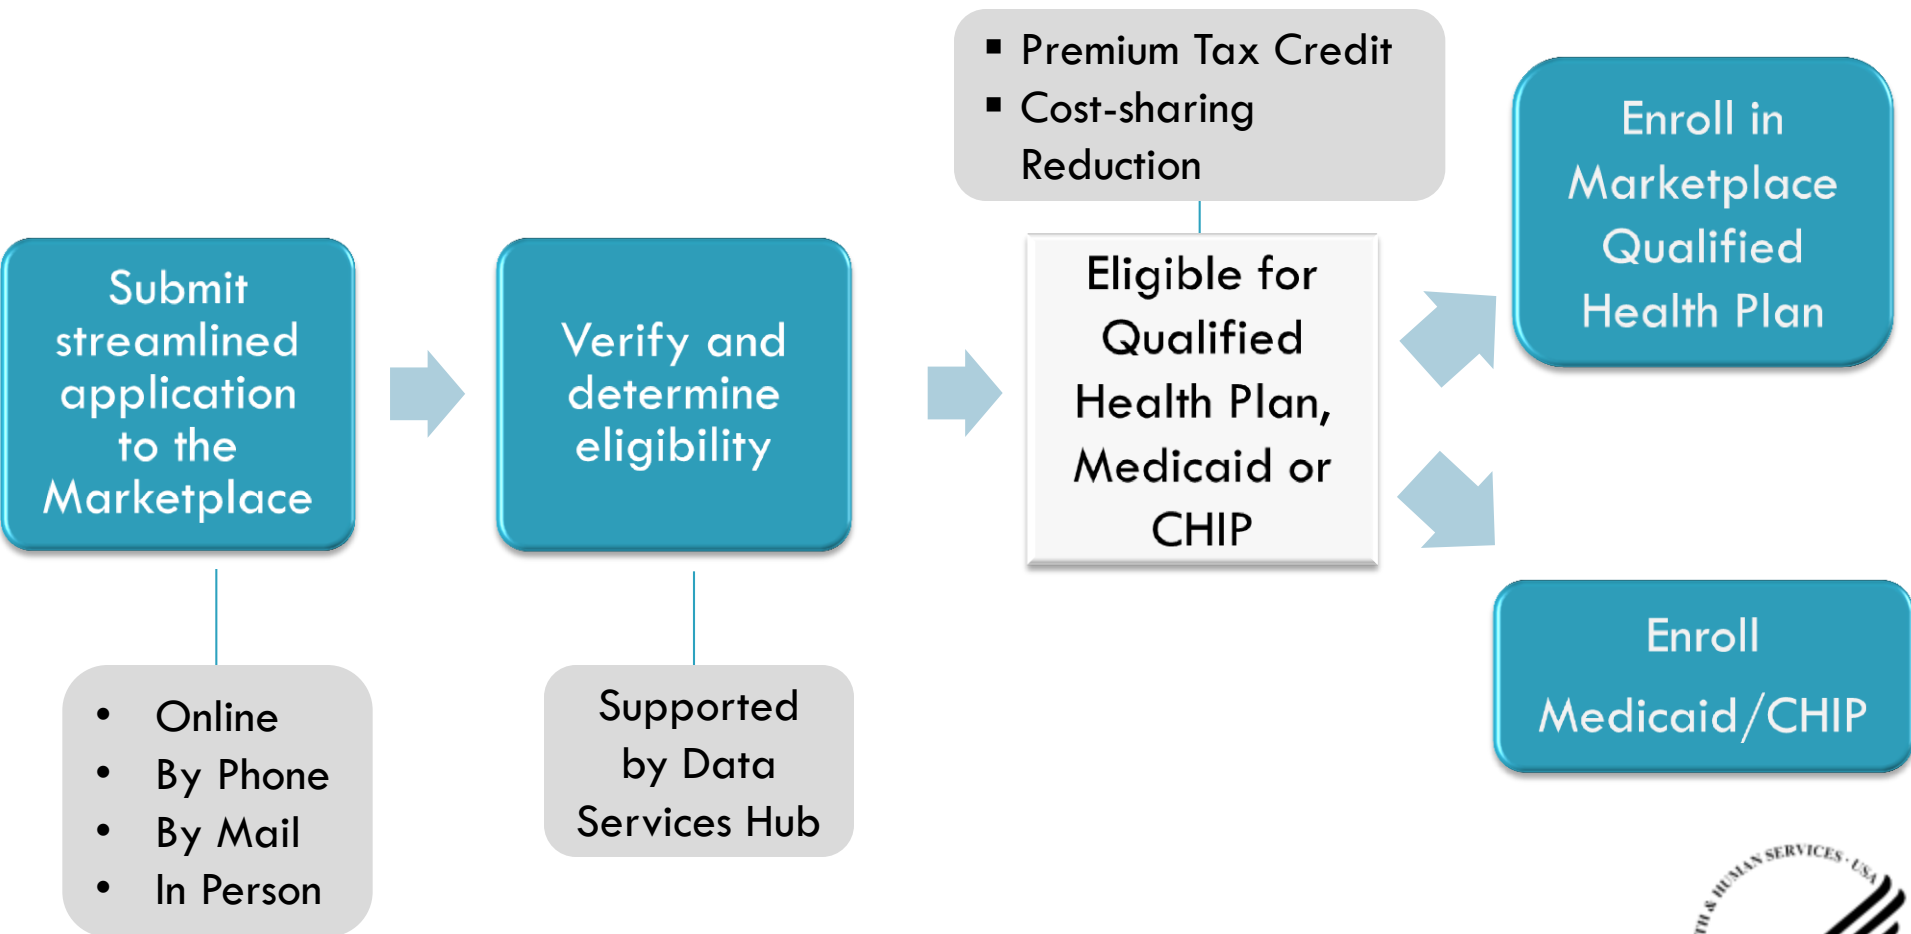 ▪ Premium Tax Credit
▪ Cost-sharing
Reduction
Submit
streamlined
application
to the
Marketplace
• Online
• By Phone
• By Mail
• In Person
Verify and
determine
eligibility
Supported
by Data
Services Hub
Eligible for
Qualified
Health Plan,
Medicaid or
CHIP
Enroll in
Marketplace
Qualified
Health Plan
Enroll
Medicaid/CHIP
& HUMAN SERVICES · USA